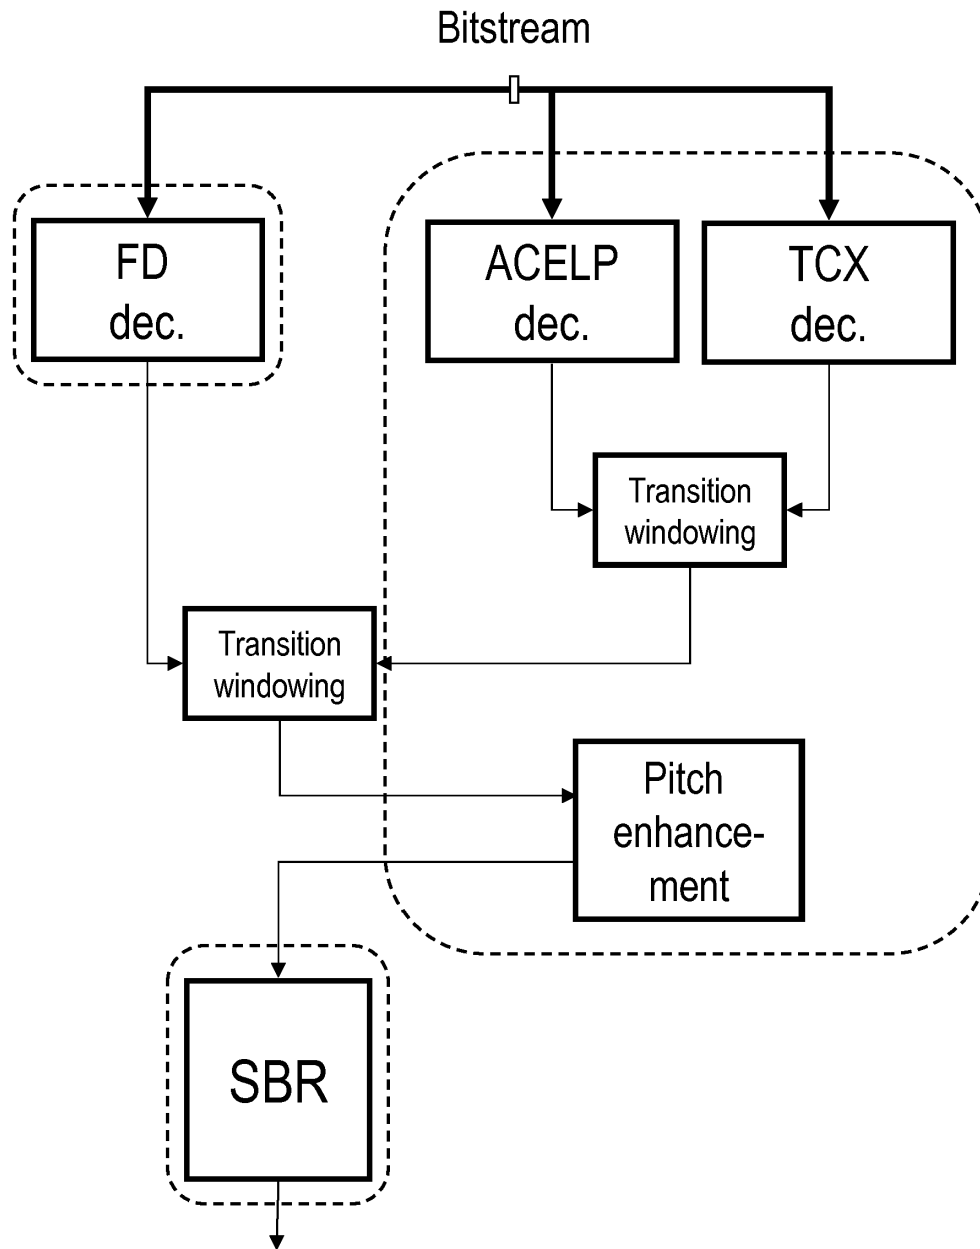 Bitstream
FD
dec.
ACELP
dec.
TCX
dec.
Transition
windowing
Transition
windowing
Pitch
enhance-
ment
SBR